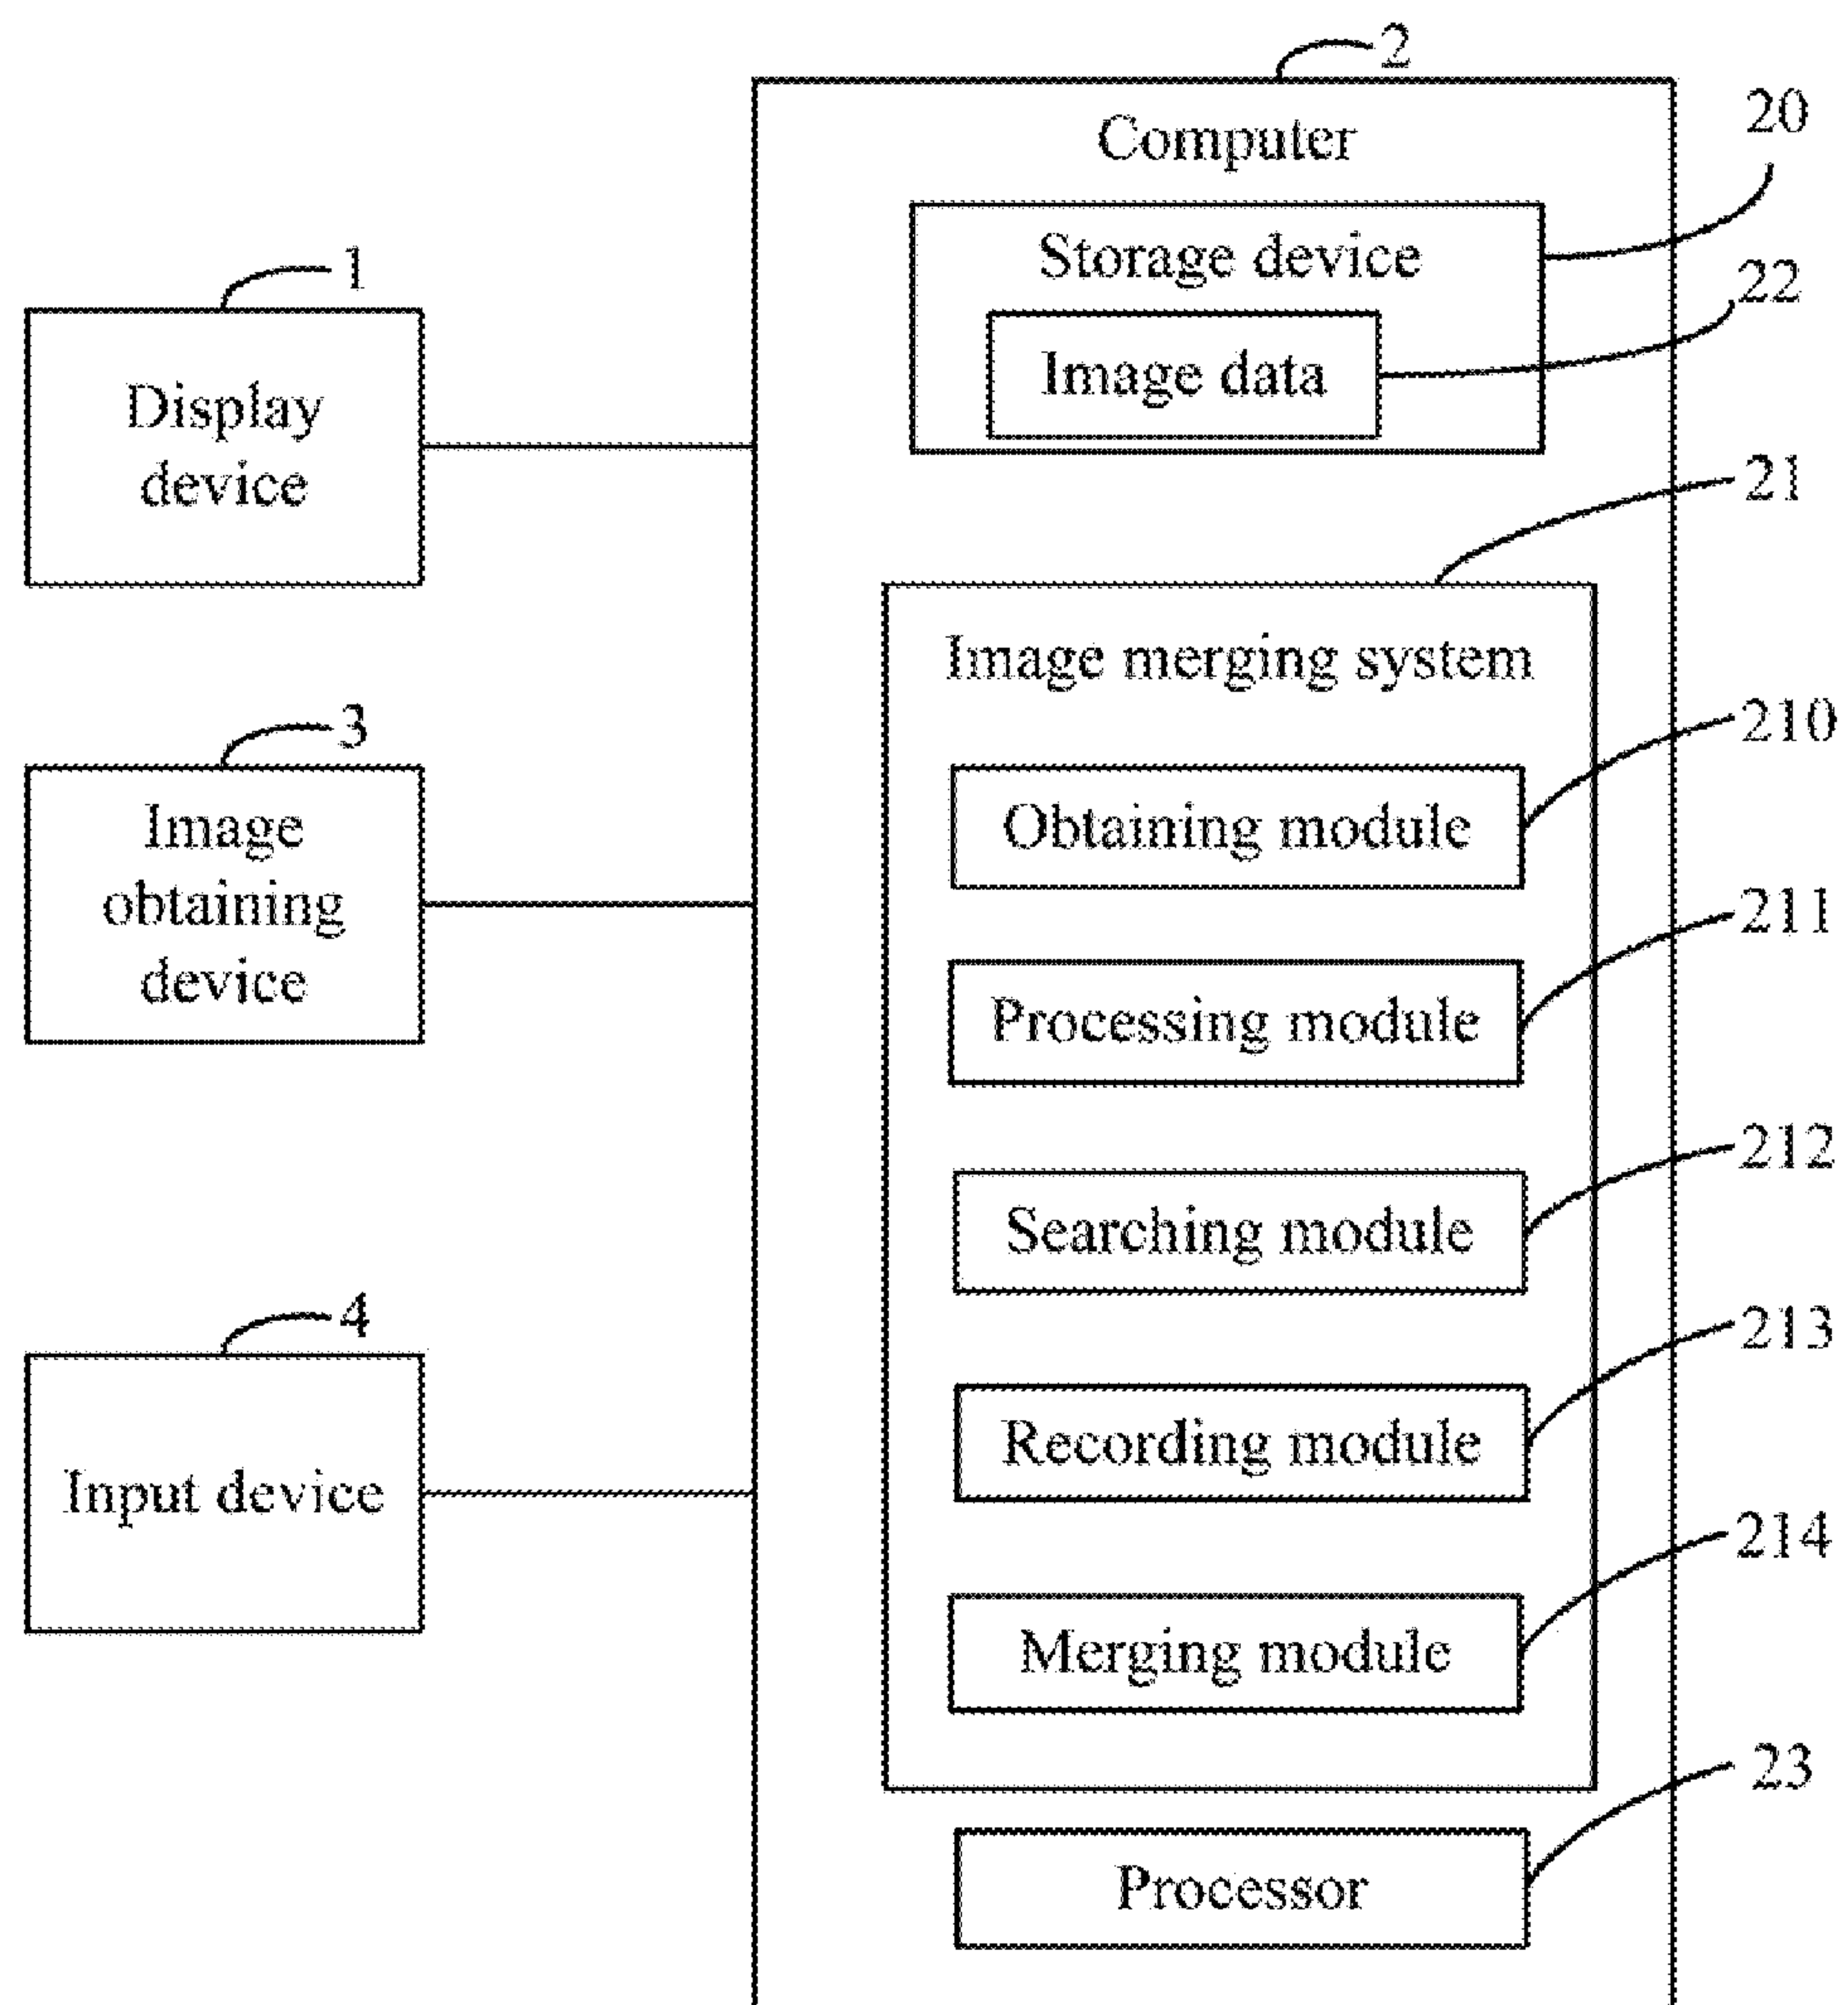 2
Computer
20
Storage device
22
Image data
1
Display
device
21
Image merging system
3
Image
obtaining
device
210
Obtaining module
211
Processing module
212
Searching module
4
Input device
213
Recording module
214
Merging module
23
Processor